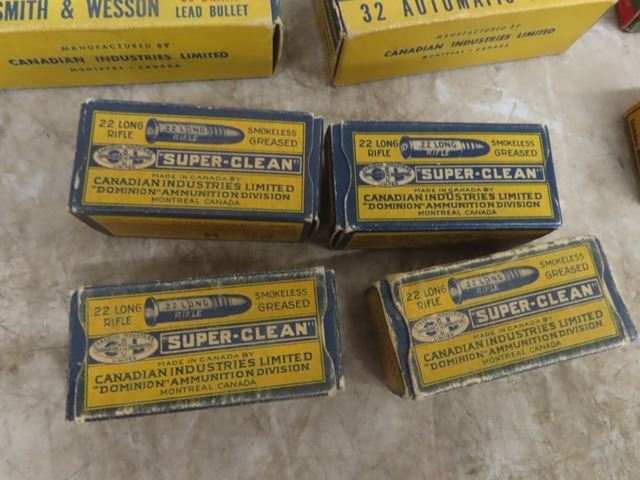 SMITH & WESSON
LEAD BULLET
MANUFACTURED BY
CANADIAN INDUSTRIES LIMITED
MONTREAL - CANADA
32 AUTOMATIC
MANUFACTURED BY
CANADIAN INDUSTRIES LIMITED
MONTREAL - CANADA
22 LONG
RIFLE
.22 LONG
RIFLE
SMOKELESS
GREASED
"SUPER-CLEAN"
MADE IN CANADA BY
CANADIAN INDUSTRIES LIMITED
"DOMINION" AMMUNITION DIVISION
MONTREAL CANADA
22 LONG
RIFLE
.22 LONG
RIFLE
SMOKELESS
GREASED
"SUPER-CLEAN"
MADE IN CANADA BY
CANADIAN INDUSTRIES LIMITED
"DOMINION" AMMUNITION DIVISION
MONTREAL CANADA
22 LONG
RIFLE
.22 LONG
RIFLE
SMOKELESS
GREASED
"SUPER-CLEAN"
MADE IN CANADA BY
CANADIAN INDUSTRIES LIMITED
"DOMINION" AMMUNITION DIVISION
MONTREAL CANADA
22 LONG
RIFLE
.22 LONG
RIFLE
SMOKELESS
GREASED
"SUPER-CLEAN"
MADE IN CANADA BY
CANADIAN INDUSTRIES LIMITED
"DOMINION" AMMUNITION DIVISION
MONTREAL CANADA